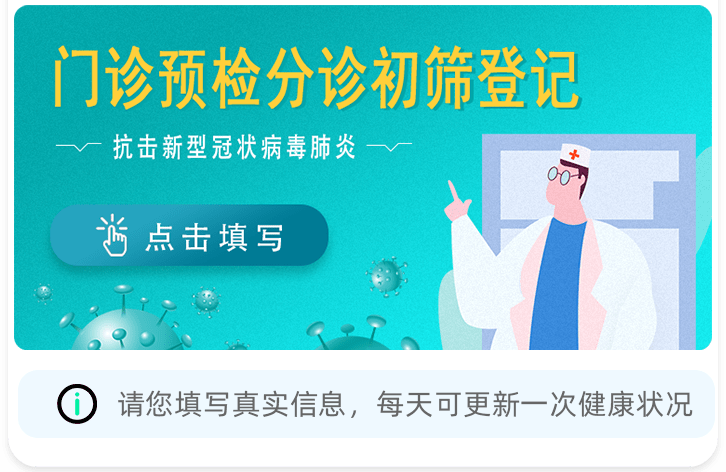 门诊预检分诊初筛登记
抗击新型冠状病毒肺炎
点击填写
请您填写真实信息，每天可更新一次健康状况